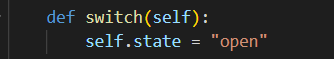 def switch(self):
    self.state = "open"